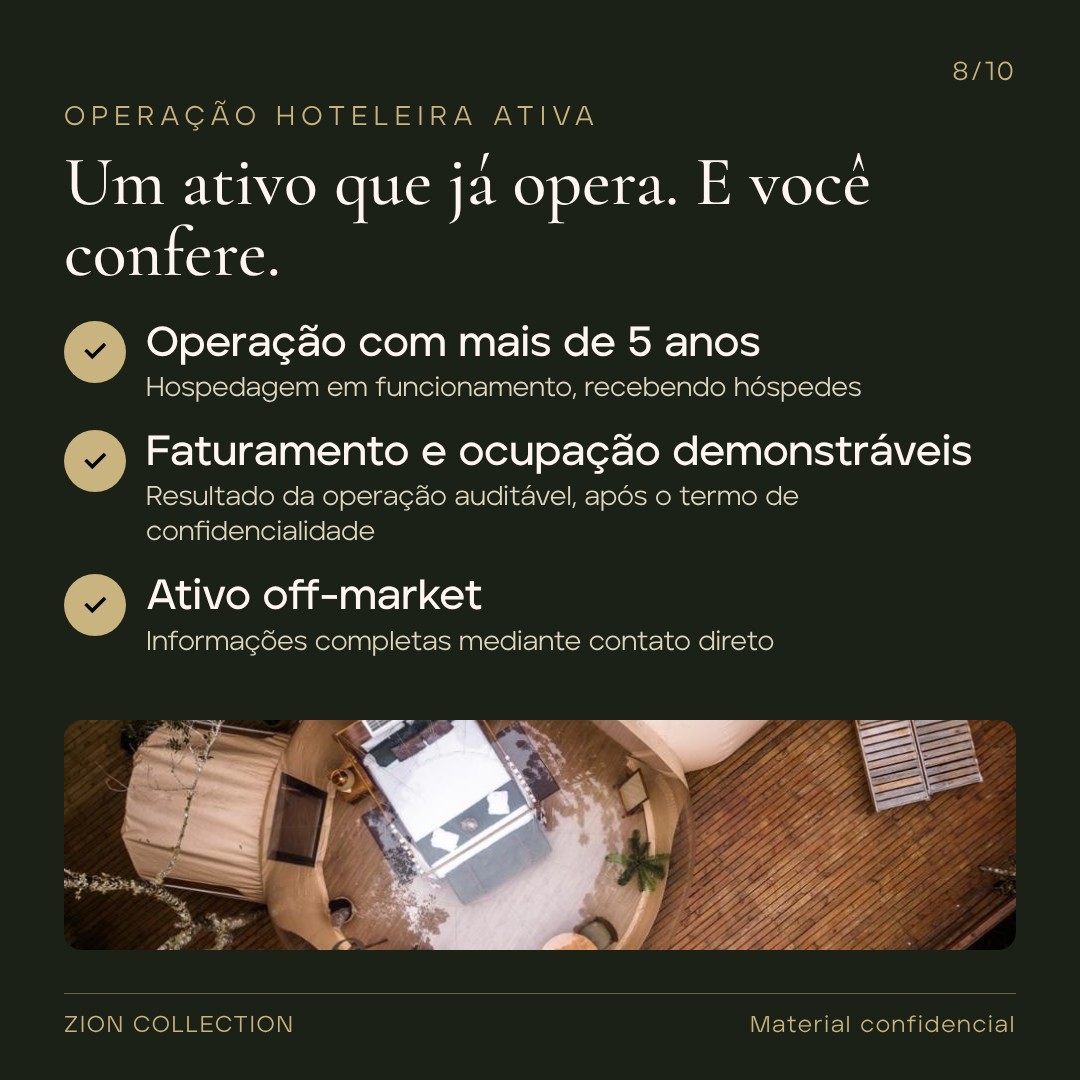 8/10
OPERAÇÃO HOTELEIRA ATIVA
Um ativo que já opera. E você
confere.
Operação com mais de 5 anos
Hospedagem em funcionamento, recebendo hóspedes
Faturamento e ocupação demonstráveis
Resultado da operação auditável, após o termo de
confidencialidade
Ativo off-market
Informações completas mediante contato direto
ZION COLLECTION
Material confidencial